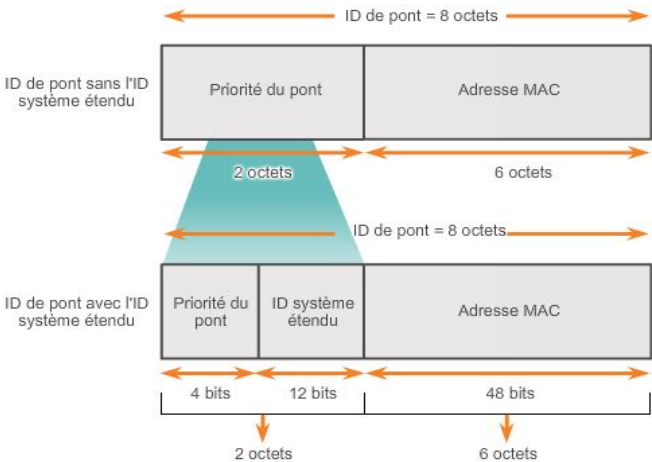 ID de pont = 8 octets
ID de pont sans l'ID
système étendu
Priorité du pont
Adresse MAC
2 octets
6 octets
ID de pont = 8 octets
ID de pont avec l'ID
système étendu
Priorité du
pont
ID système
étendu
Adresse MAC
4 bits
12 bits
48 bits
2 octets
6 octets